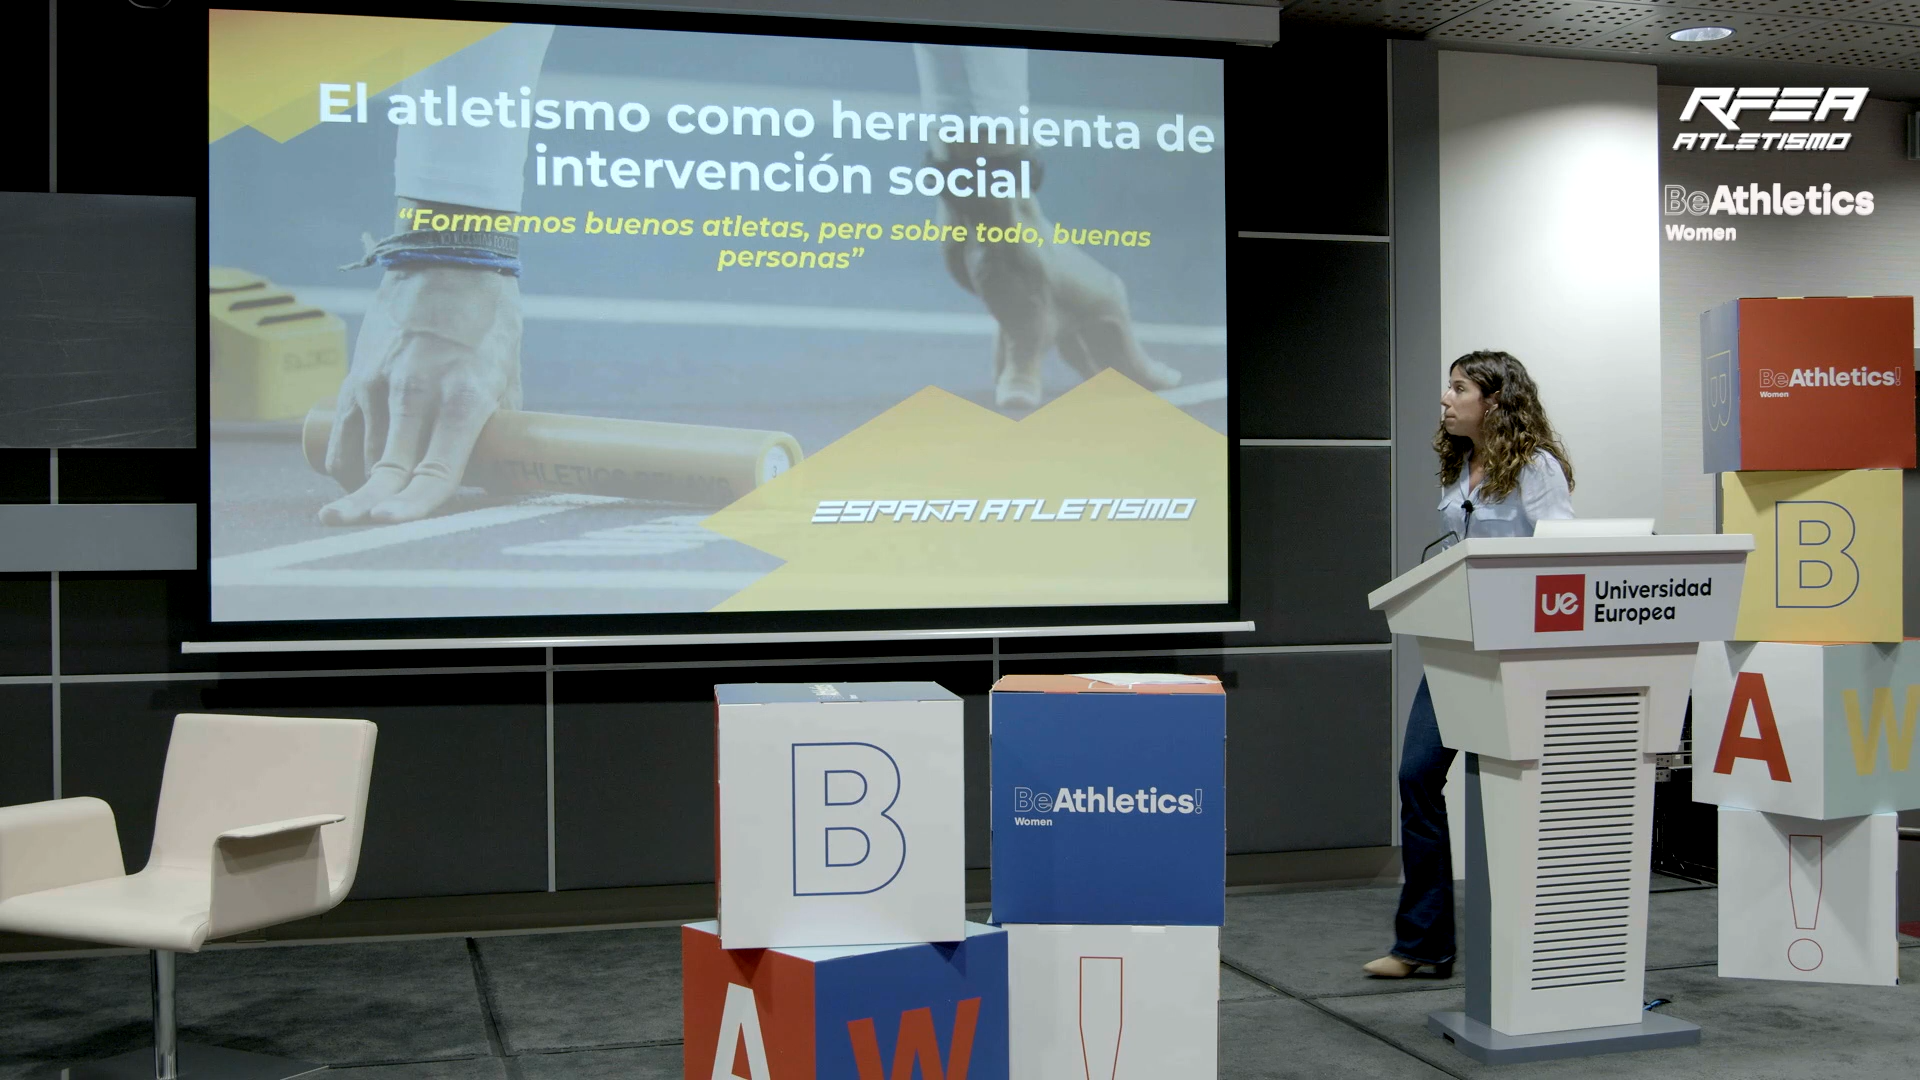 El atletismo como herramienta de
intervención social
“Formemos buenos atletas, pero sobre todo, buenas
personas”
ESPAÑA ATLETISMO
RFEA
ATLETISMO
BeAthletics
Women
BeAthletics!
Women
B
B
A W
!
ue Universidad
Europea
B
BeAthletics!
Women
A W
!